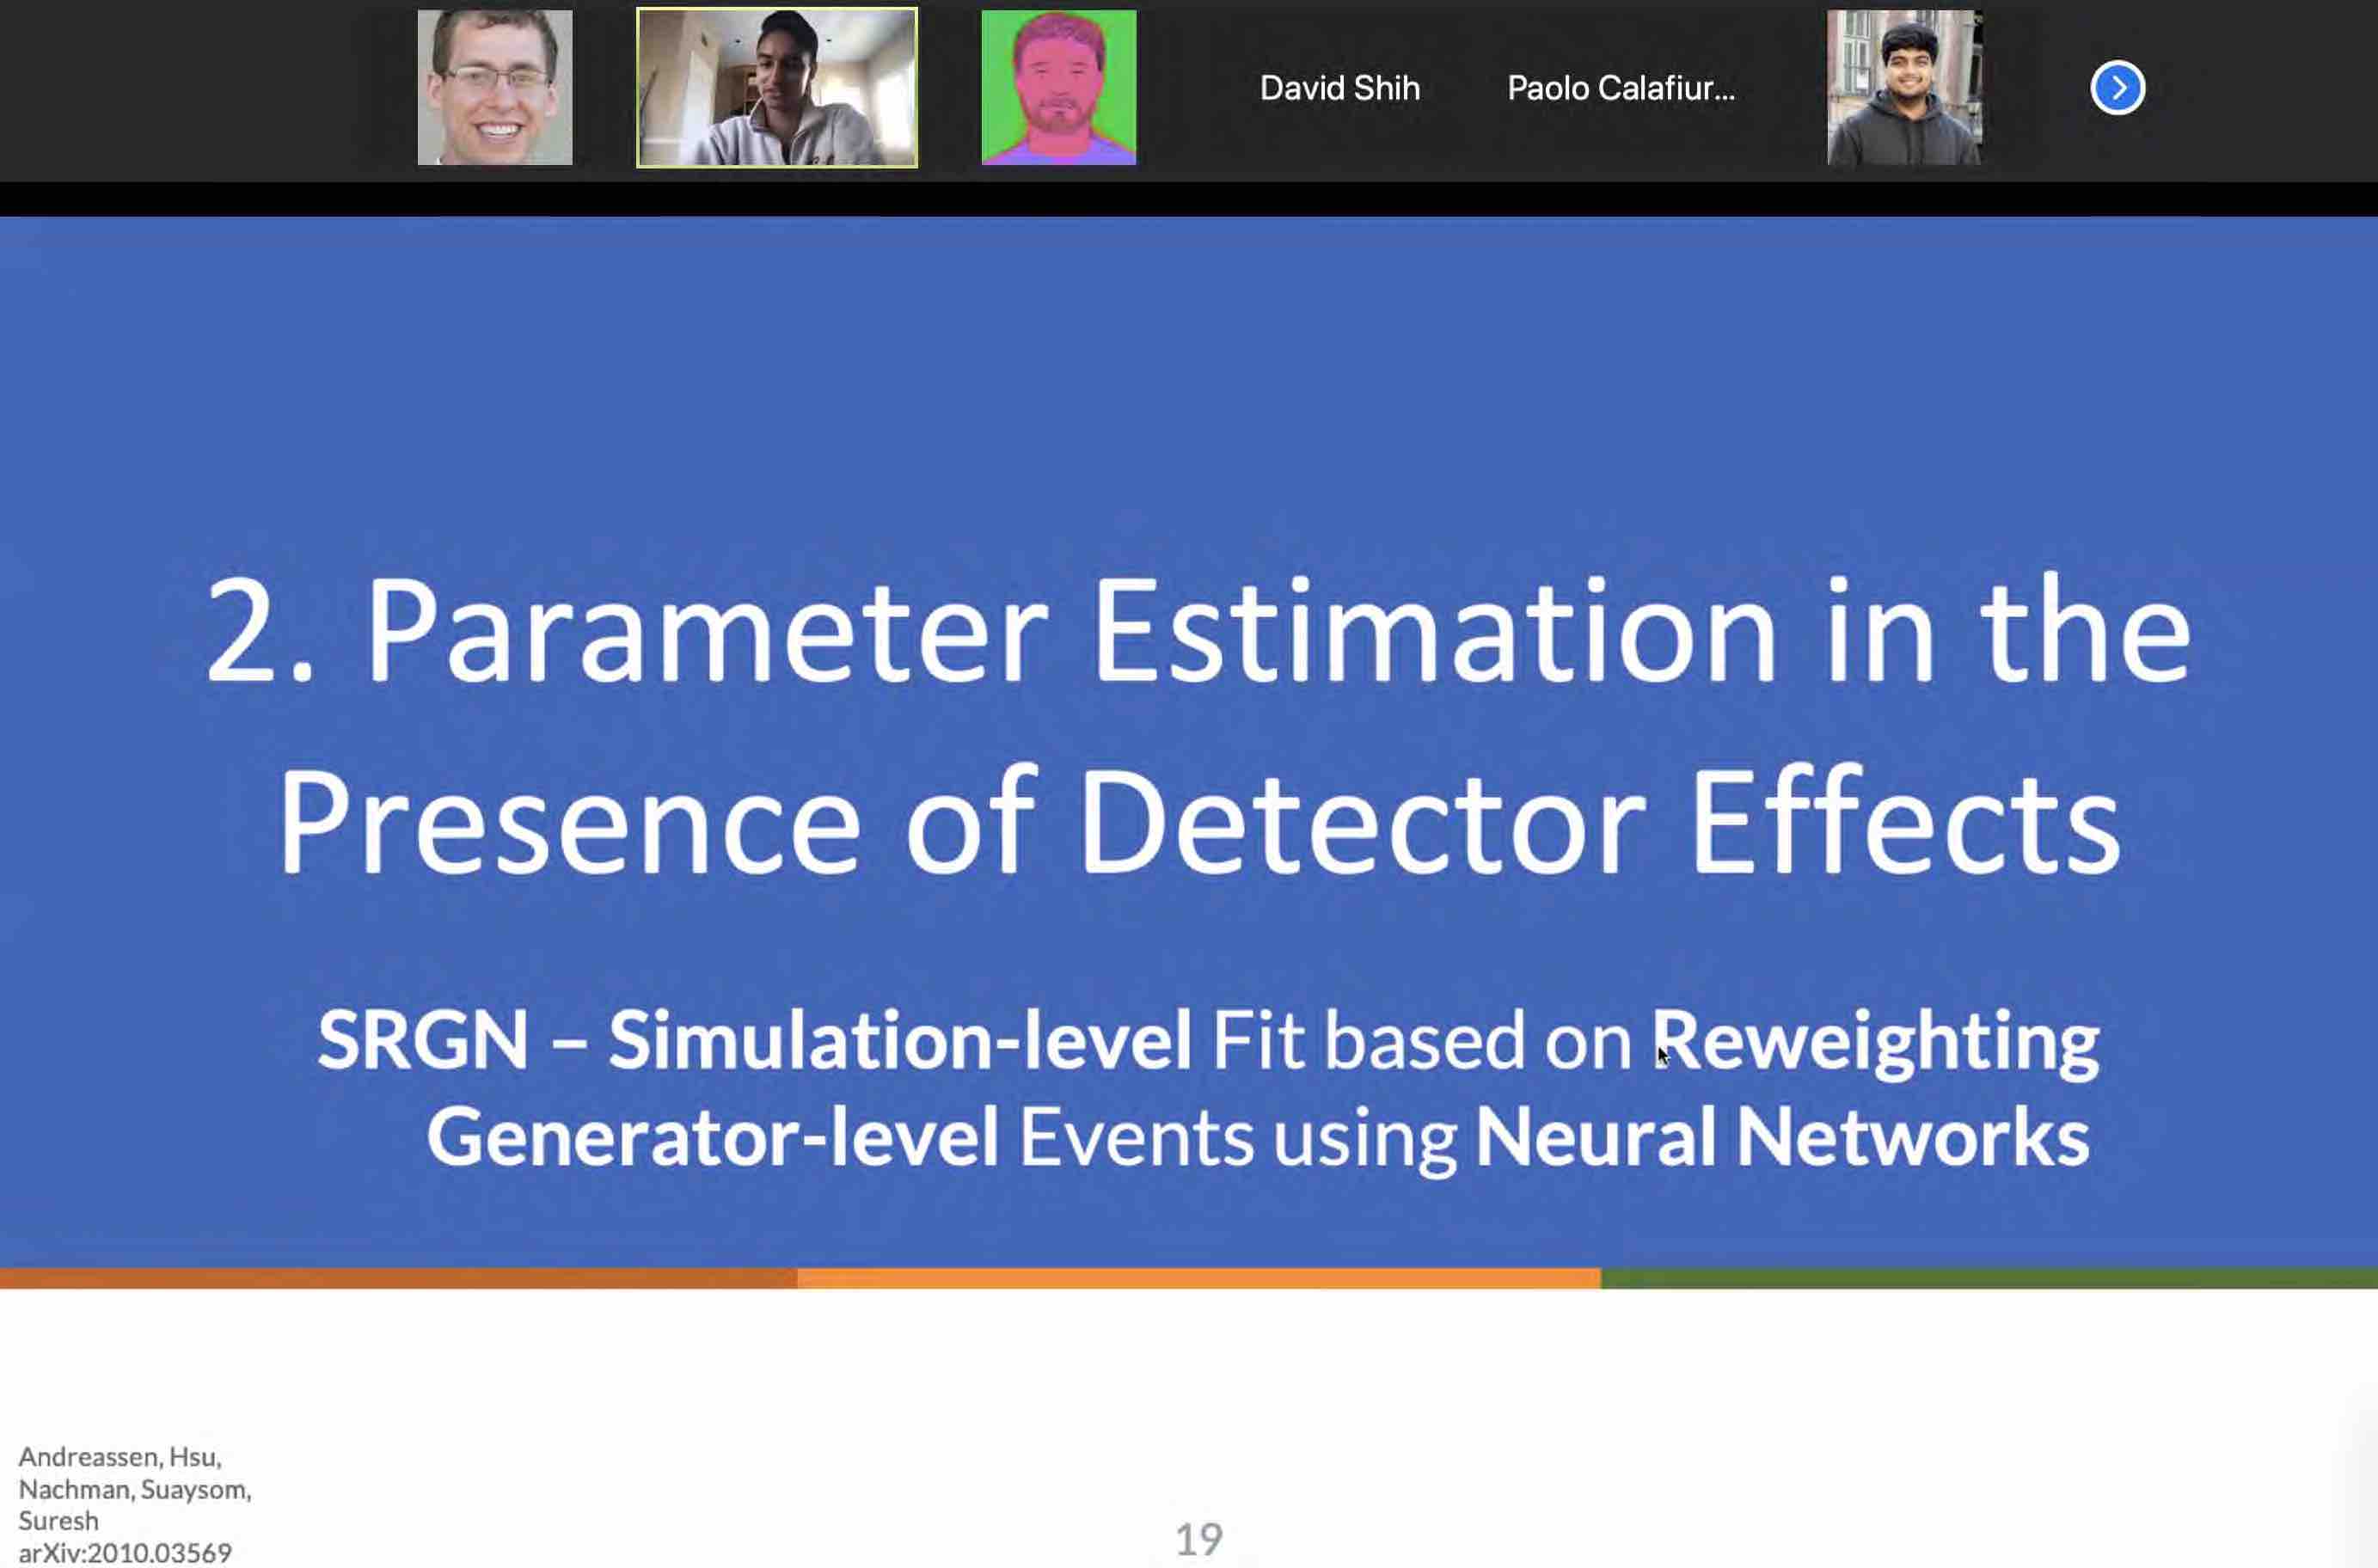 David Shih
Paolo Calafiur...
2. Parameter Estimation in the
Presence of Detector Effects
SRGN – Simulation-level Fit based on Reweighting
Generator-level Events using Neural Networks
Andreassen, Hsu,
Nachman, Suaysom,
Suresh
arXiv:2010.03569
19